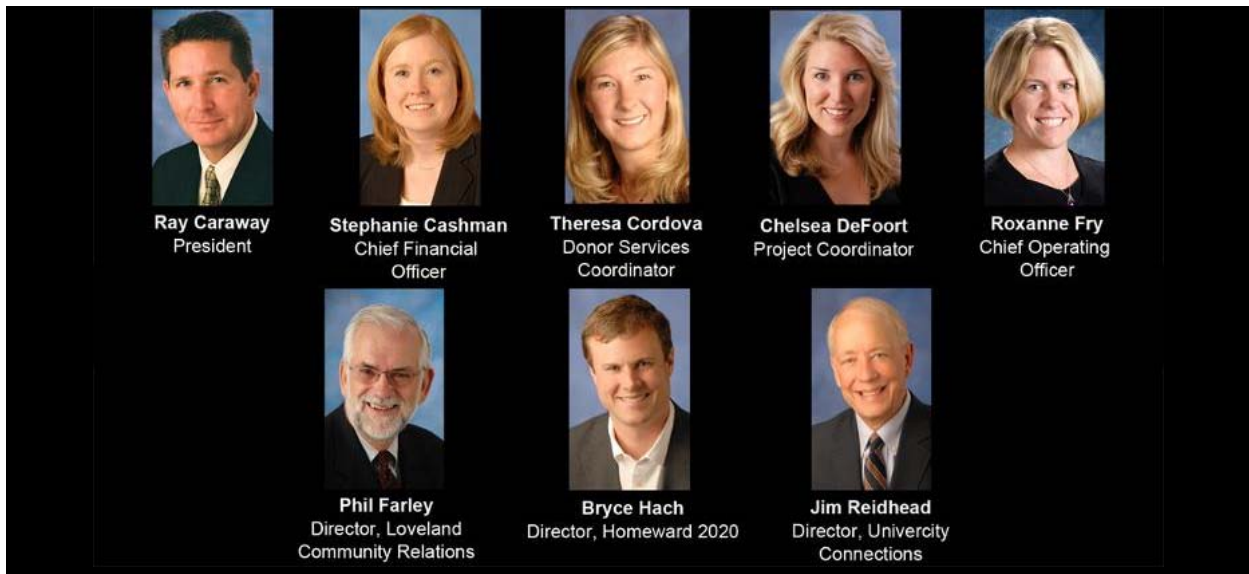 Ray Caraway
President
Stephanie Cashman
Chief Financial
Officer
Theresa Cordova
Donor Services
Coordinator
Chelsea DeFoort
Project Coordinator
Roxanne Fry
Chief Operating
Officer
Phil Farley
Director, Loveland
Community Relations
Bryce Hach
Director, Homeward 2020
Jim Reidhead
Director, Univercity
Connections